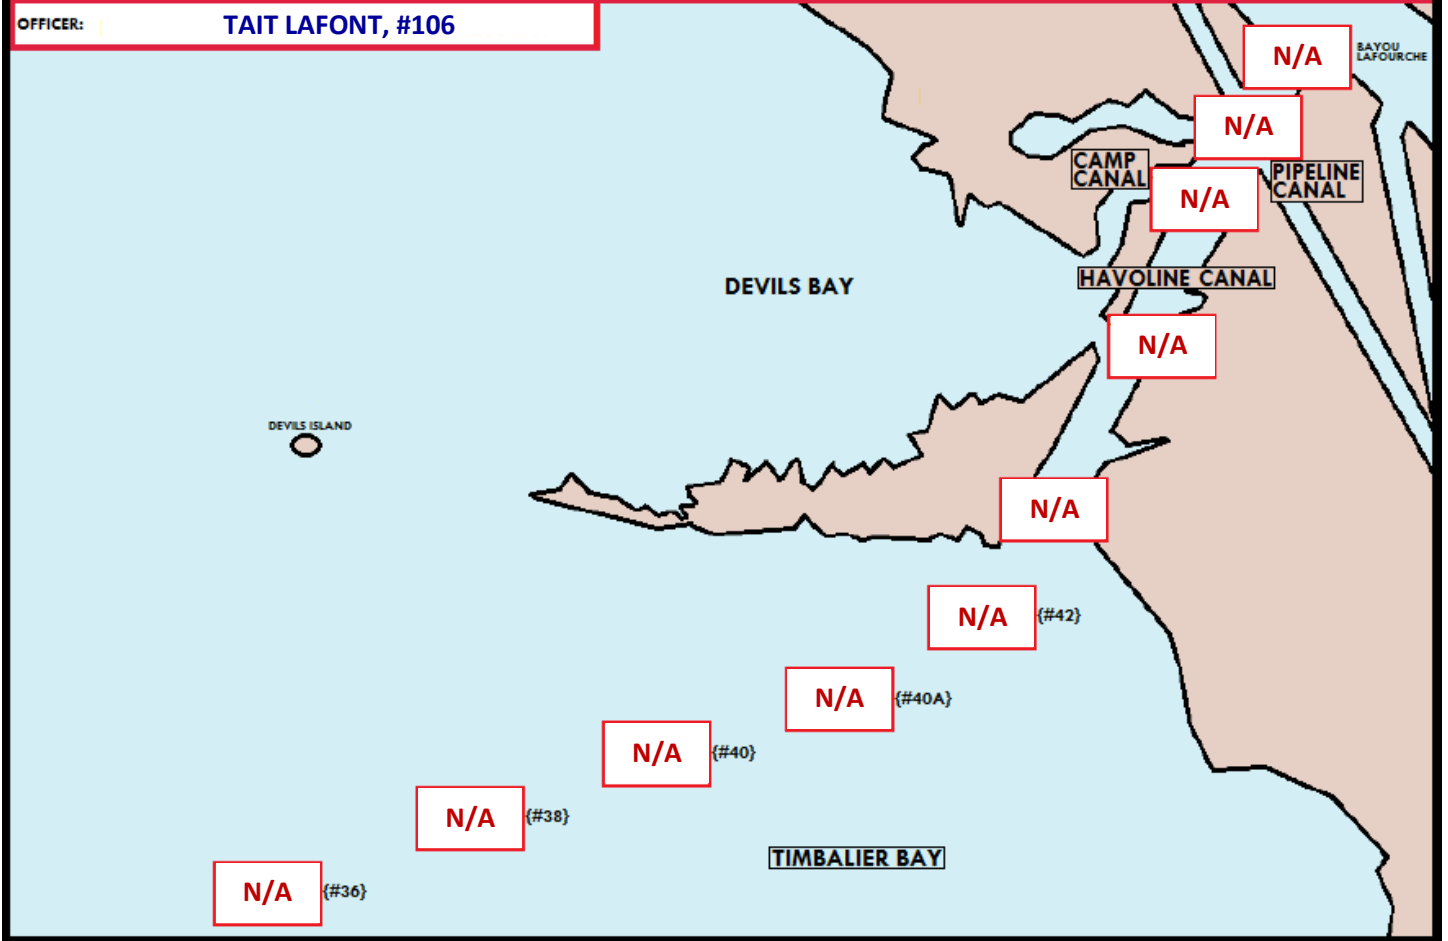 OFFICER: TAIT LAFONT, #106
N/A
BAYOU
LAFOURCHE
N/A
CAMP
CANAL
PIPELINE
CANAL
N/A
HAVOLINE CANAL
DEVILS BAY
N/A
DEVILS ISLAND
N/A
N/A {#42}
N/A {#40A}
N/A {#40}
N/A {#38}
TIMBALIER BAY
N/A {#36}